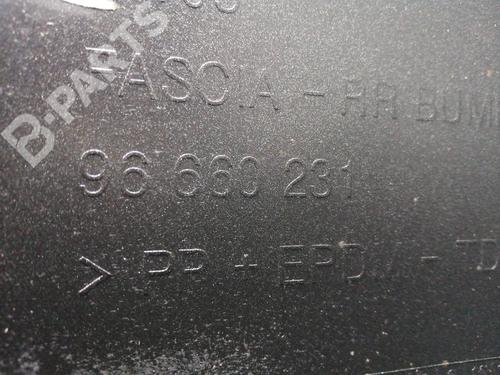 B-PARTS
FASCIA - RR BUM
96 660 231
> PP + EPDM - TD